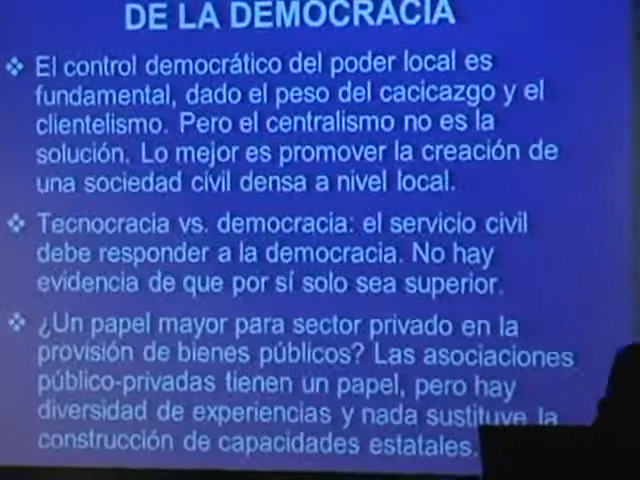 DE LA DEMOCRACIA
❖ El control democrático del poder local es
fundamental, dado el peso del cacicazgo y el
clientelismo. Pero el centralismo no es la
solución. Lo mejor es promover la creación de
una sociedad civil densa a nivel local.
❖ Tecnocracia vs. democracia: el servicio civil
debe responder a la democracia. No hay
evidencia de que por sí solo sea superior.
❖ ¿Un papel mayor para sector privado en la
provisión de bienes públicos? Las asociaciones
público-privadas tienen un papel, pero hay
diversidad de experiencias y nada sustituye la
construcción de capacidades estatales.